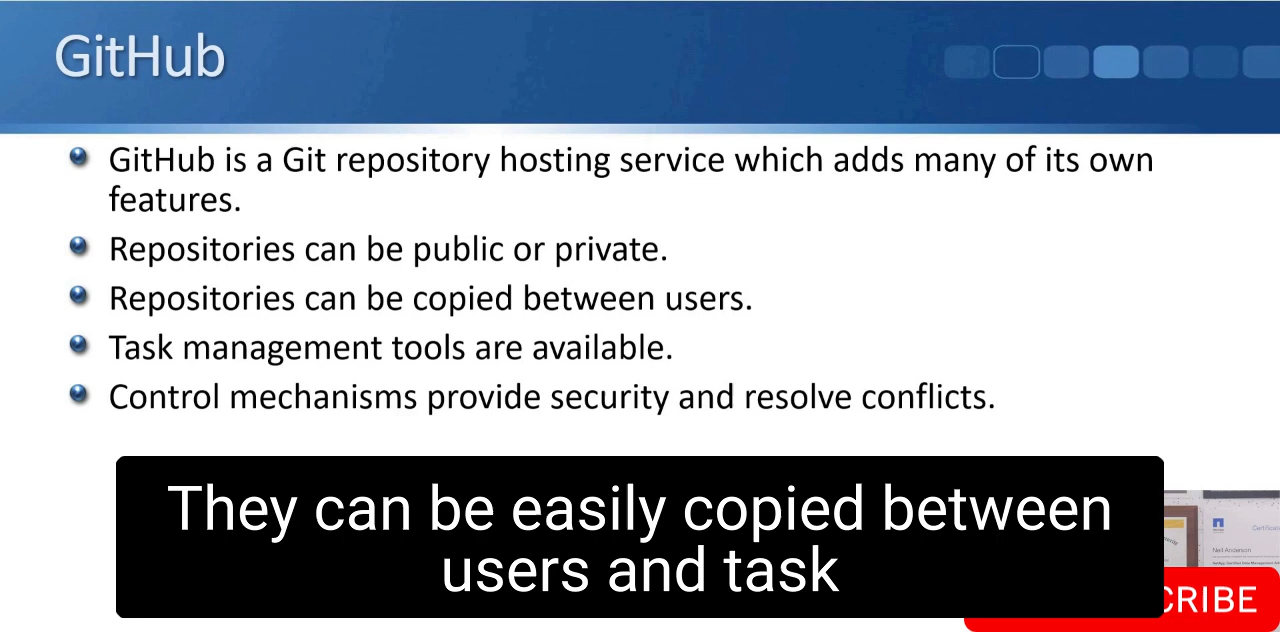 GitHub
GitHub is a Git repository hosting service which adds many of its own
features.
Repositories can be public or private.
Repositories can be copied between users.
Task management tools are available.
Control mechanisms provide security and resolve conflicts.
They can be easily copied between
users and task
Neil Anderson
CRIBE